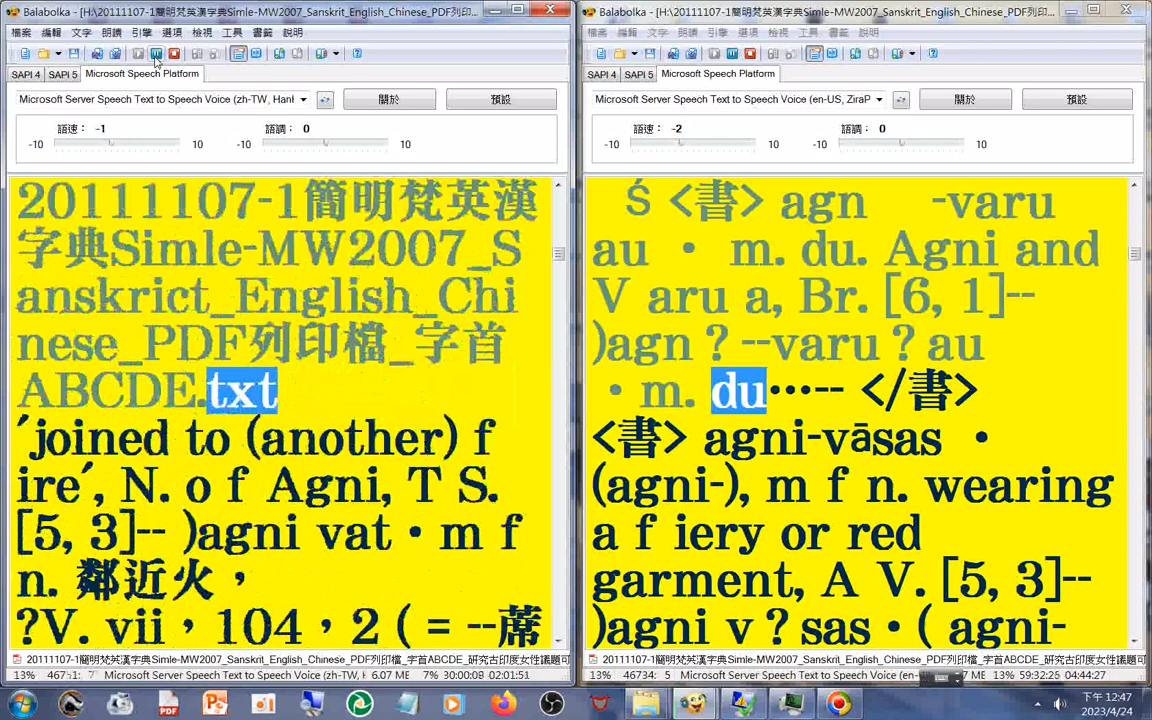 Balabolka - [H:\20111107-1簡明梵英漢字典Simle-MW2007_Sanskrit_English_Chinese_PDF列印...
檔案 編輯 文字 朗讀 引擎 選項 檢視 工具 書籤 說明
SAPI 4 SAPI 5 Microsoft Speech Platform
Microsoft Server Speech Text to Speech Voice (zh-TW, Han
關於 預設
語速： -1 語調： 0
-10 10 -10 10
20111107-1簡明梵英漢
字典Simle-MW2007_S
anskrict_English_Chi
nese_PDF列印檔_字首
ABCDE.txt
'joined to (another) f
ire', N. o f Agni, T S.
[5, 3]-- )agni vat • m f
n. 鄰近火，
?V. vii，104，2 ( = --蓆
20111107-1簡明梵英漢字典Simle-MW2007_Sanskrit_English_Chinese_PDF列印檔_字首ABCDE_研究古印度女性議題可
13% Microsoft Server Speech Text to Speech Voice (zh-TW, H 6.07 MB 7% 30:00:09 02:01:51
Balabolka - [H:\20111107-1簡明梵英漢字典Simle-MW2007_Sanskrit_English_Chinese_PDF列印...
檔案 編輯 文字 朗讀 引擎 選項 檢視 工具 書籤 說明
SAPI 4 SAPI 5 Microsoft Speech Platform
Microsoft Server Speech Text to Speech Voice (en-US, ZiraP
關於 預設
語速： -2 語調： 0
-10 10 -10 10
Ś <書> agn -varu
au • m. du. Agni and
V aru a, Br. [6, 1]--
)agn？--varu？au
• m. du…-- </書>
<書> agni-vāsas •
(agni-), m f n. wearing
a f iery or red
garment, A V. [5, 3]--
)agni v？sas•( agni-
20111107-1簡明梵英漢字典Simle-MW2007_Sanskrit_English_Chinese_PDF列印檔_字首ABCDE_研究古印度女性議題可
13% 46734: 5 Microsoft Server Speech Text to Speech Voice (en- 13% 59:32:26 04:44:27
下午 12:47
2023/4/24